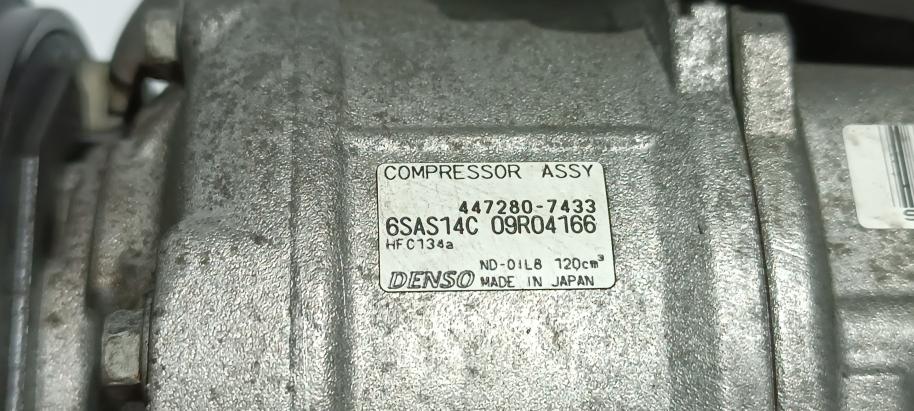 COMPRESSOR ASSY
447280-7433
6SAS14C 09R04166
HFC134a
ND-OIL8 120cm³
DENSO MADE IN JAPAN